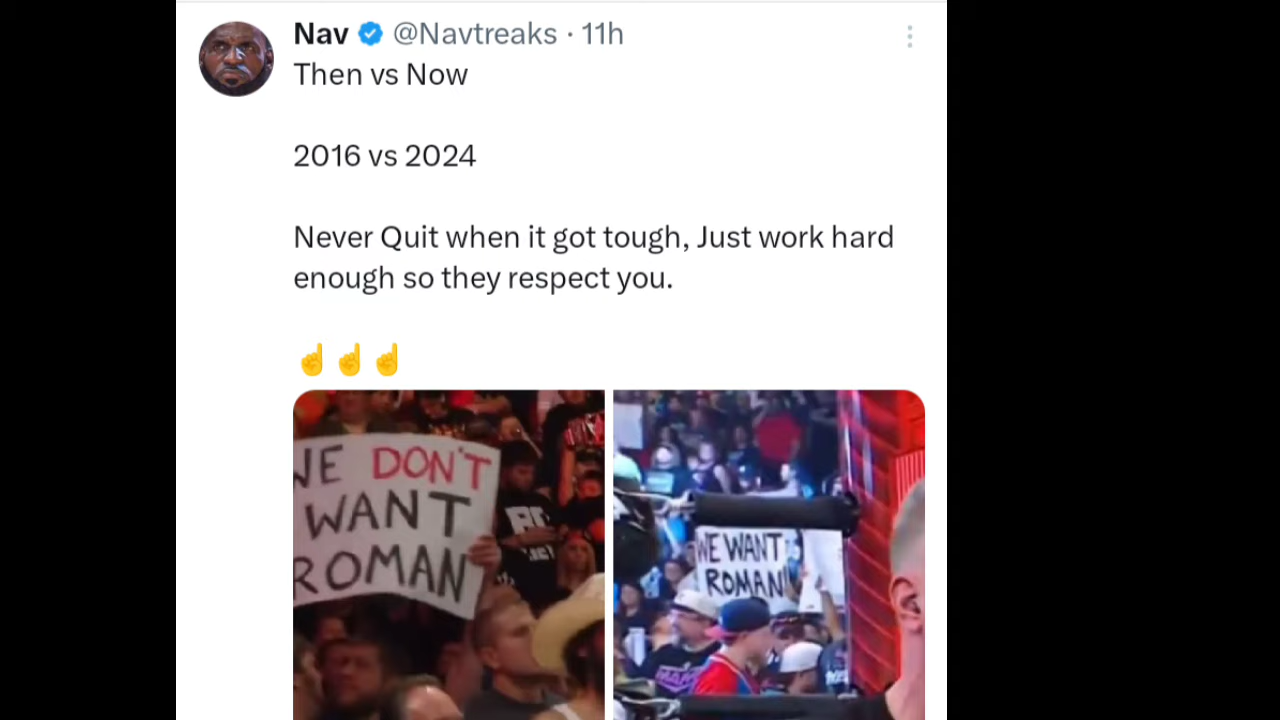 Nav @Navtreaks · 11h
Then vs Now
2016 vs 2024
Never Quit when it got tough, Just work hard
enough so they respect you.
WE DON'T
WANT
ROMAN
WE WANT
ROMAN!